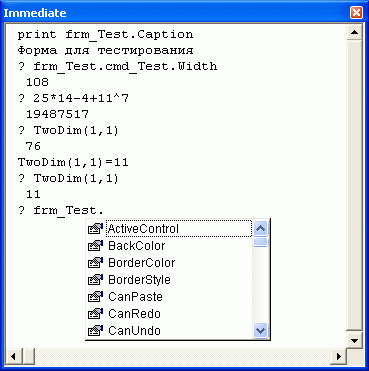 Immediate
print frm_Test.Caption
Форма для тестирования
? frm_Test.cmd_Test.Width
108
? 25*14-4+11^7
19487517
? TwoDim(1,1)
76
TwoDim(1,1)=11
? TwoDim(1,1)
11
? frm_Test.
ActiveControl
BackColor
BorderColor
BorderStyle
CanPaste
CanRedo
CanUndo